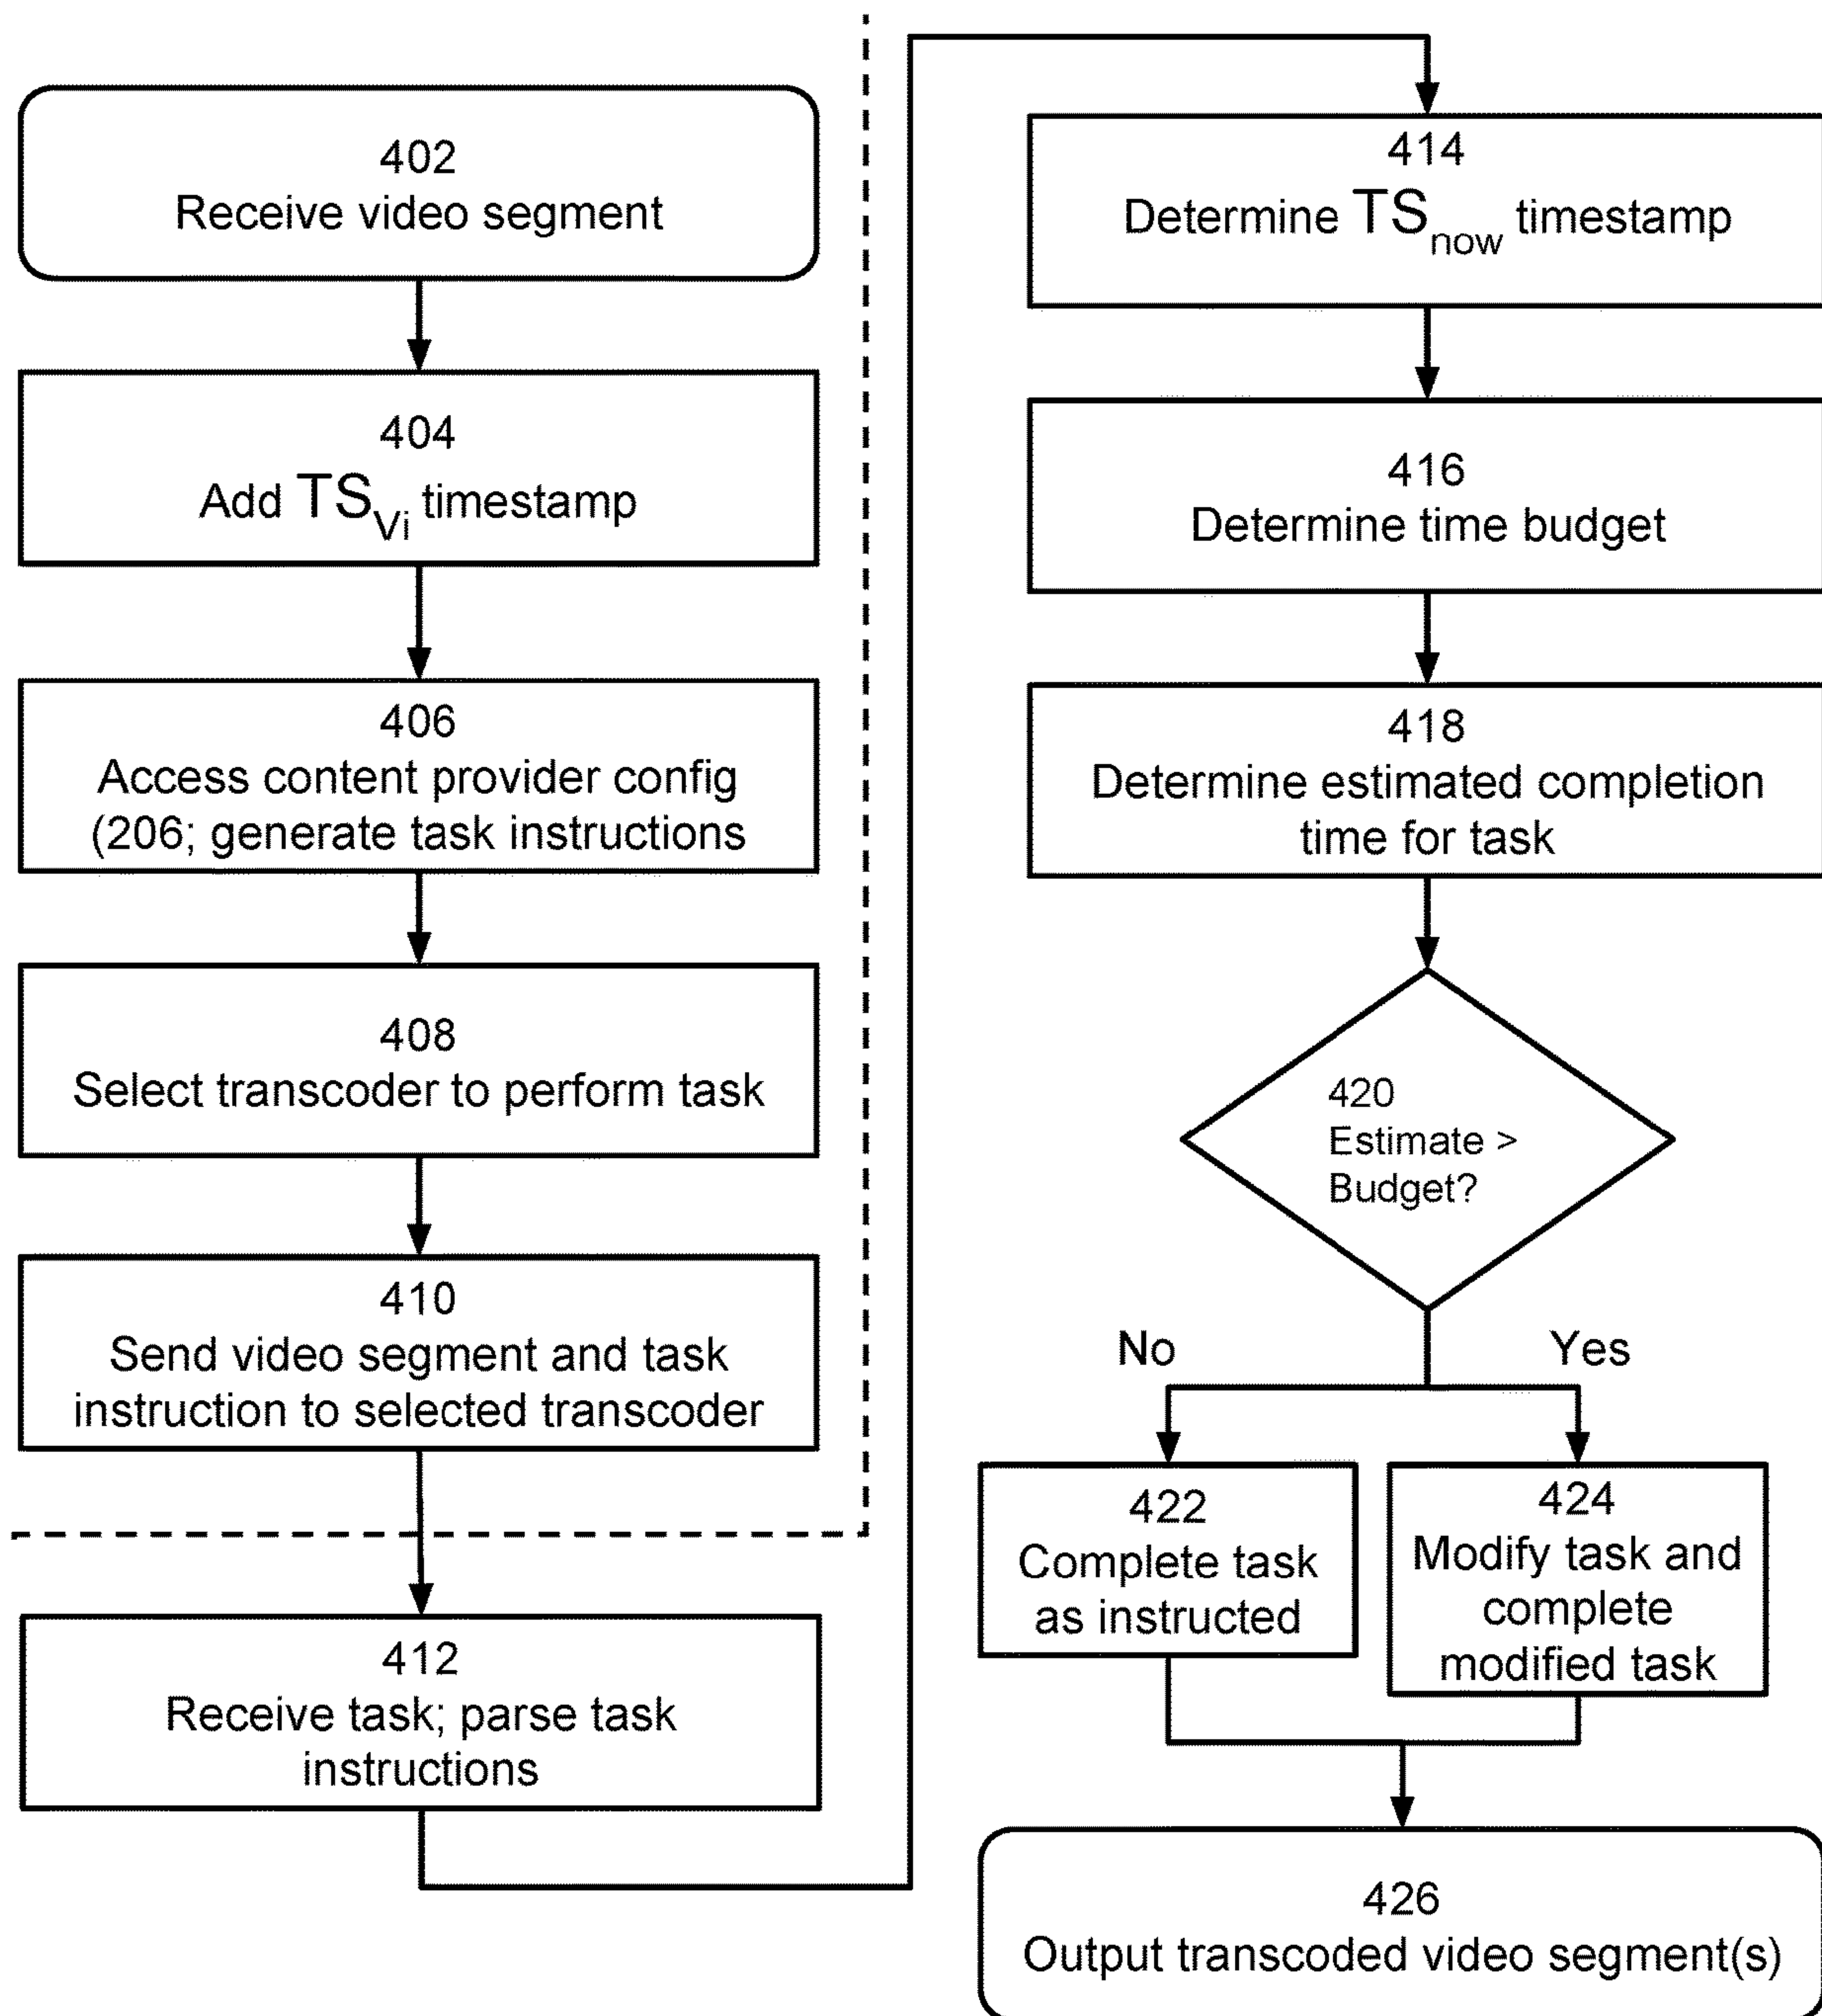 402
Receive video segment
404
Add TS_Vi timestamp
406
Access content provider config
(206; generate task instructions
408
Select transcoder to perform task
410
Send video segment and task
instruction to selected transcoder
412
Receive task; parse task
instructions
414
Determine TS_now timestamp
416
Determine time budget
418
Determine estimated completion
time for task
420
Estimate >
Budget?
No
Yes
422
Complete task
as instructed
424
Modify task and
complete
modified task
426
Output transcoded video segment(s)